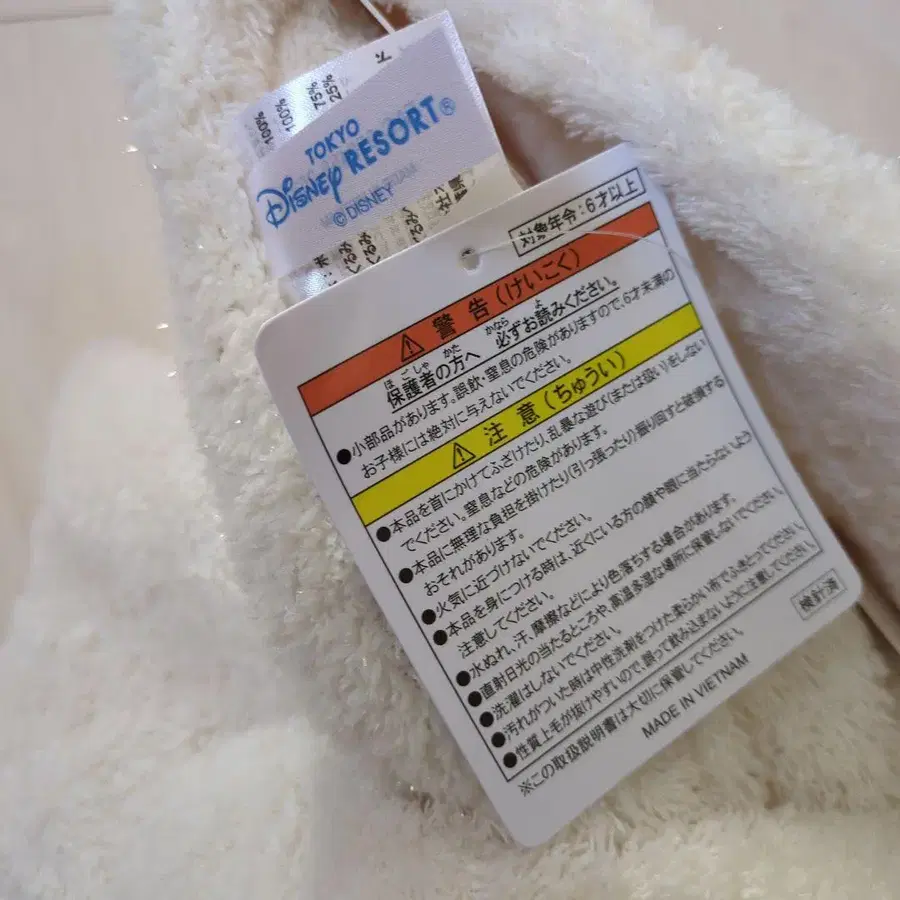 100%
100%
75%
25%
TOKYO
Disney RESORT®
© DISNEY
対象年令:6才以上
⚠ 警告(けいこく)
ほごしゃ かた かなら よ
保護者の方へ 必ずお読みください。
●小部品があります。誤飲・窒息の危険がありますので、6才未満の
お子様には絶対に与えないでください。
⚠ 注意(ちゅうい)
●本品を首にかけてふざけたり、乱暴な遊び(または扱い)をしない
でください。窒息などの危険があります。
●本品に無理な負担を掛けたり(引っ張ったり)振り回すと破損する
おそれがあります。
●火気に近づけないでください。
●本品を身につける時は、近くにいる方の顔や眼に当たらないよう
注意してください。
●水ぬれ、汗、摩擦などにより色落ちする場合があります。
●直射日光の当たるところや、高温多湿な場所に保管しないでください。
●洗濯はしないでください。
●汚れがついた時は中性洗剤をつけた柔らかい布でふきとってください。
●性質上毛が抜けやすいので、誤って飲み込まないように注意してください。
※この取扱説明書は大切に保管してください。
検針済
MADE IN VIETNAM